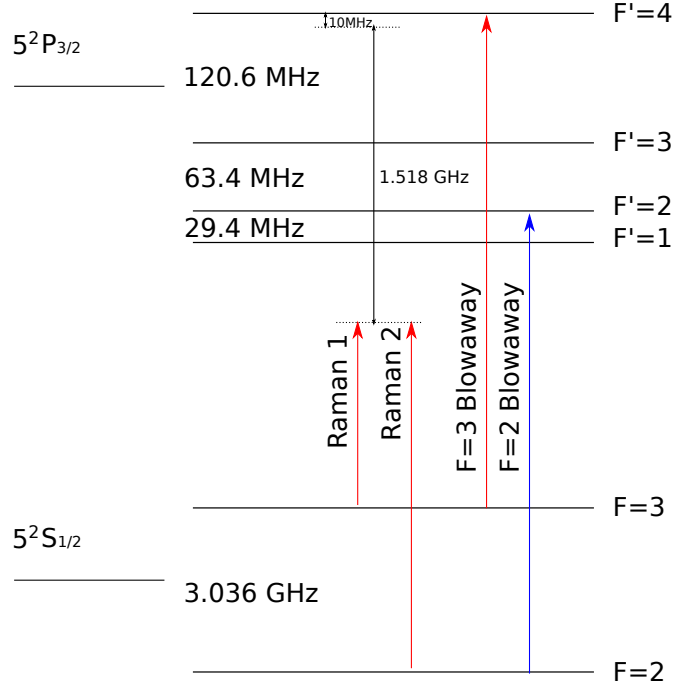 F'=4
10MHz
5²P3/2
120.6 MHz
F'=3
1.518 GHz
63.4 MHz
F'=2
29.4 MHz
F'=1
Raman 1
Raman 2
F=3 Blowaway
F=2 Blowaway
F=3
5²S1/2
3.036 GHz
F=2